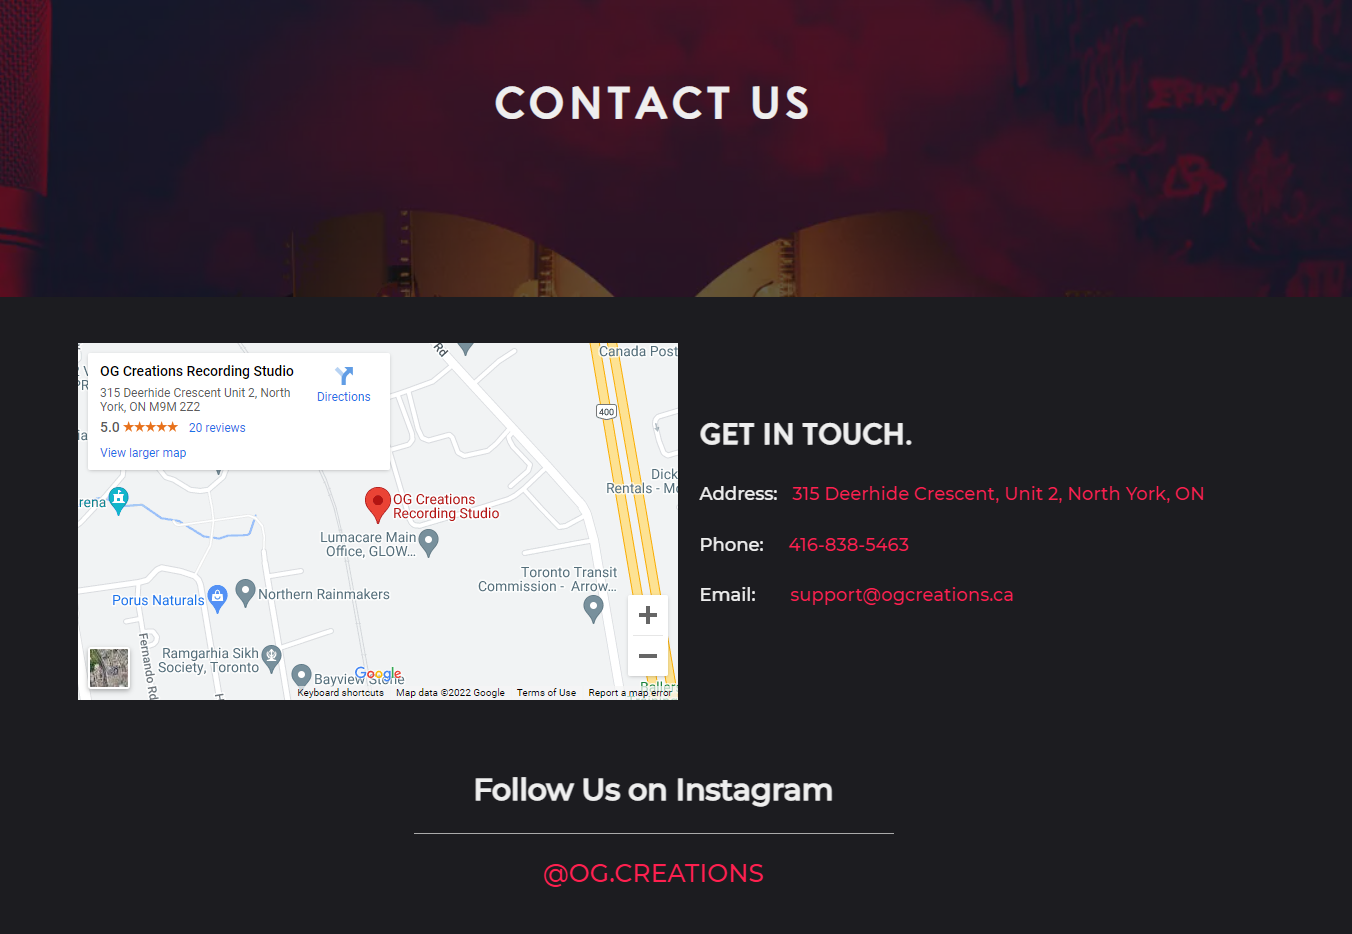 CONTACT US
OG Creations Recording Studio
315 Deerhide Crescent Unit 2, North
York, ON M9M 2Z2
5.0
20 reviews
View larger map
Directions
Rd
Canada Post
400
Dick
Rentals - Mo
rena
OG Creations
Recording Studio
Lumacare Main
Office, GLOW...
Toronto Transit
Commission - Arrow...
Porus Naturals
Northern Rainmakers
Fernando Rd
Ramgarhia Sikh
Society, Toronto
Bayview Stone
Google
Keyboard shortcuts
Map data ©2022 Google
Terms of Use
Report a map error
GET IN TOUCH.
Address: 315 Deerhide Crescent, Unit 2, North York, ON
Phone: 416-838-5463
Email: support@ogcreations.ca
Follow Us on Instagram
@OG.CREATIONS